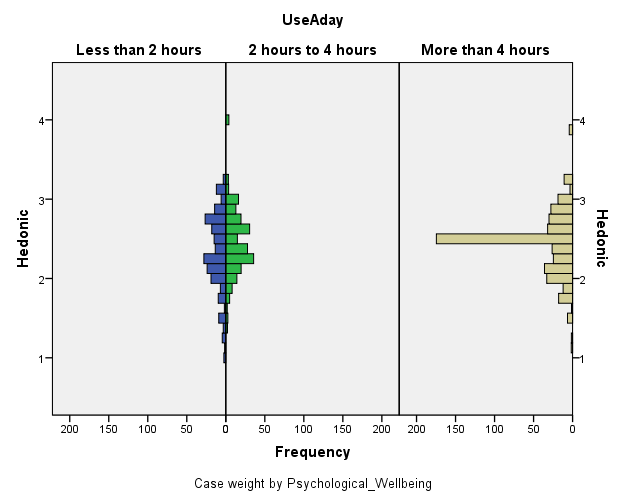 UseAday
Less than 2 hours 2 hours to 4 hours More than 4 hours
4 4
3 3
Hedonic Hedonic
2 2
1 1
200 150 100 50 0 50 100 150 200 200 150 100 50 0
Frequency
Case weight by Psychological_Wellbeing